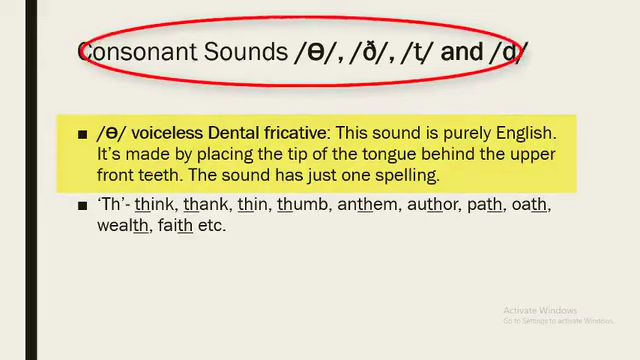 Consonant Sounds /Ɵ/, /ð/, /t/ and /d/
/Ɵ/ voiceless Dental fricative: This sound is purely English.
It's made by placing the tip of the tongue behind the upper
front teeth. The sound has just one spelling.
'Th'- think, thank, thin, thumb, anthem, author, path, oath,
wealth, faith etc.
Activate Windows
Go to Settings to activate Windows.